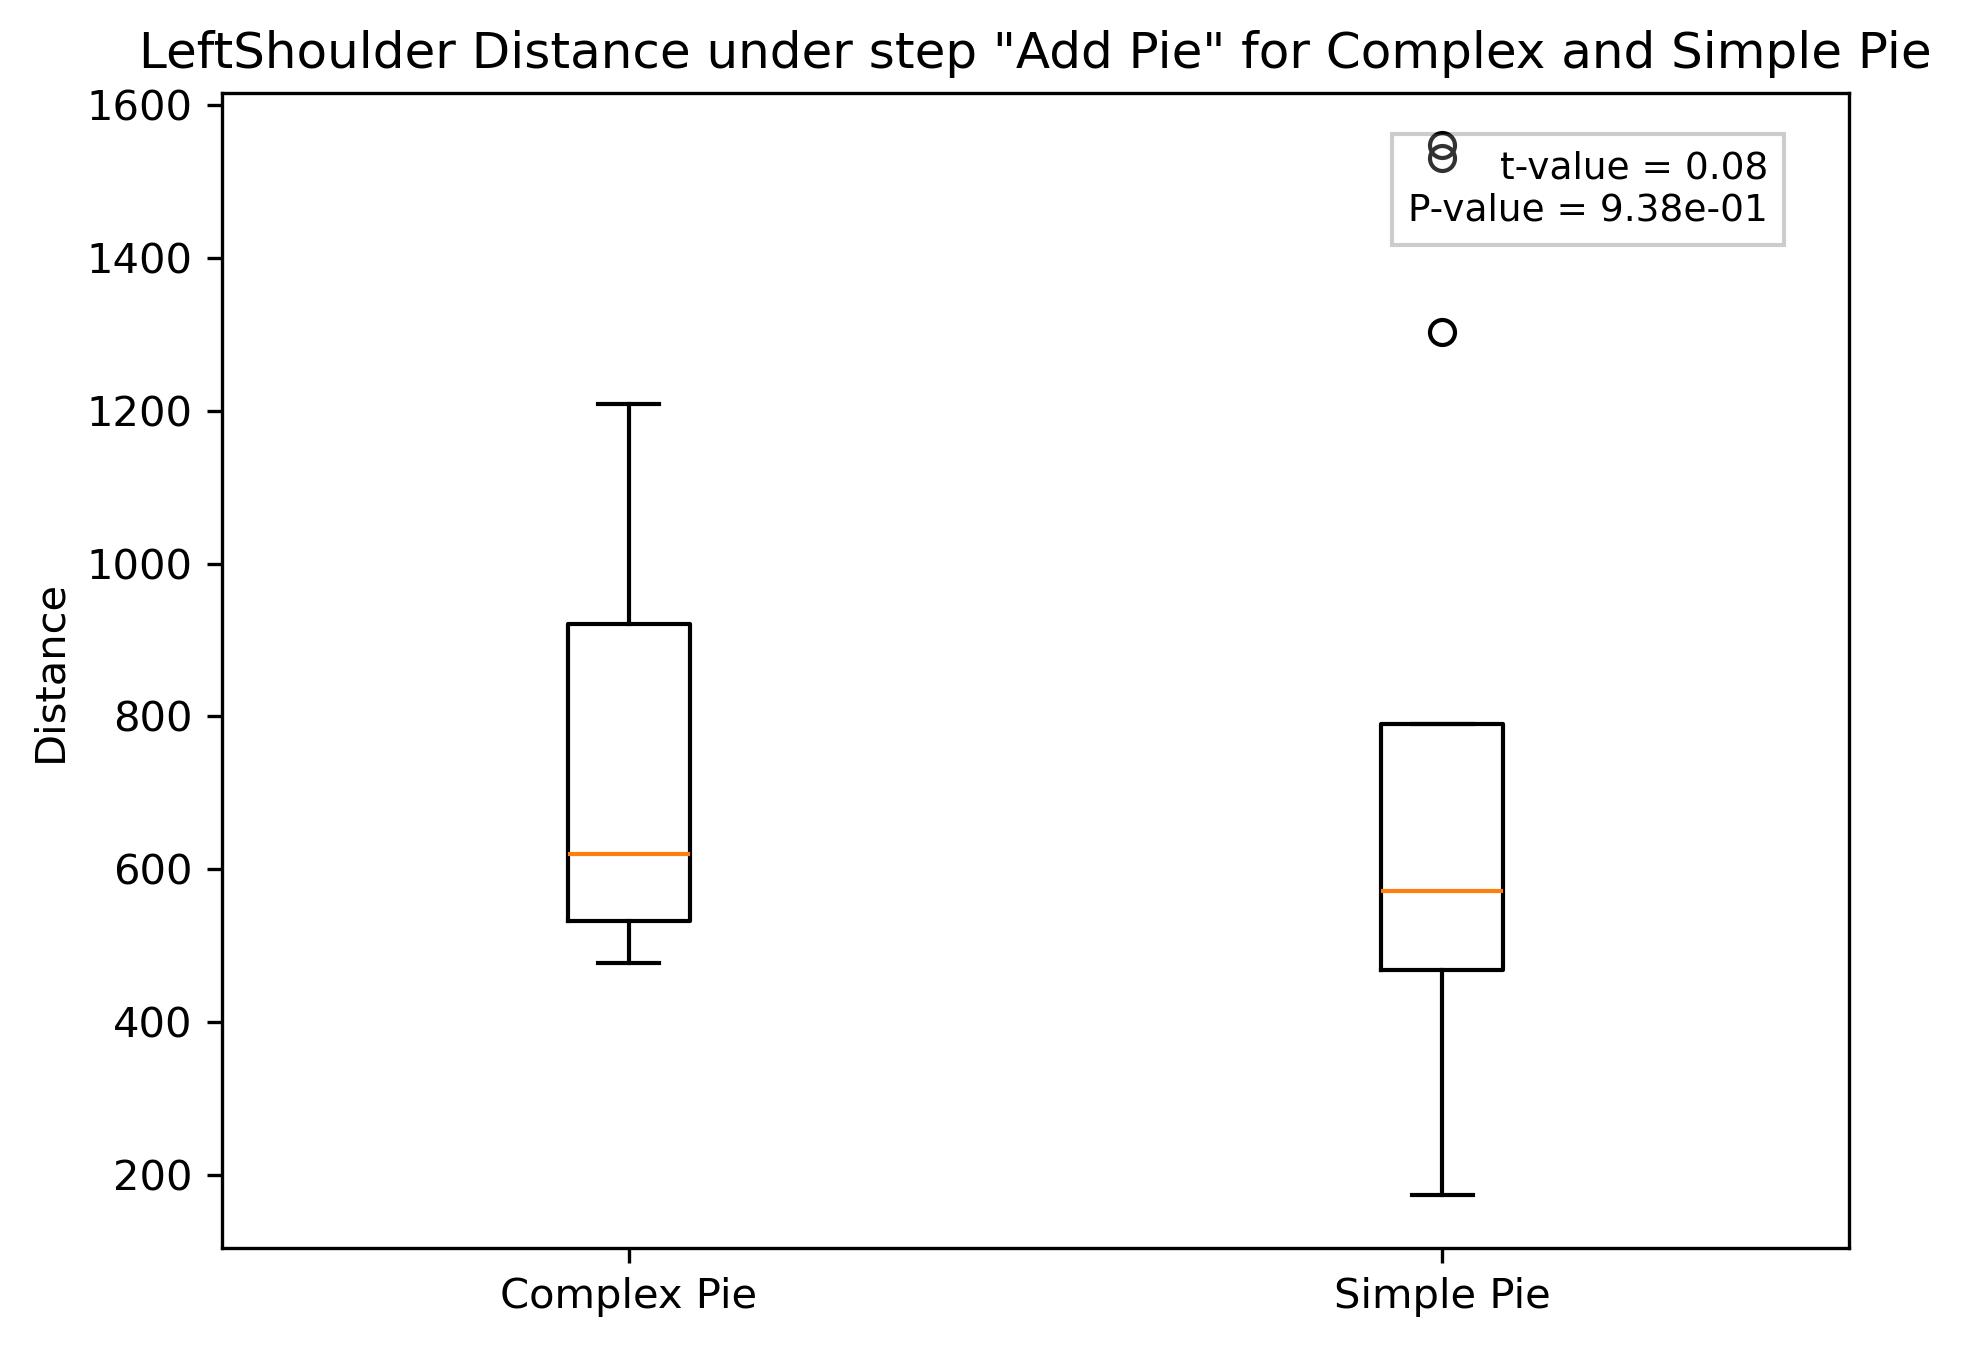 LeftShoulder Distance under step "Add Pie" for Complex and Simple Pie
1600
1400
1200
1000
800
600
400
200
Distance
t-value = 0.08
P-value = 9.38e-01
Complex Pie
Simple Pie